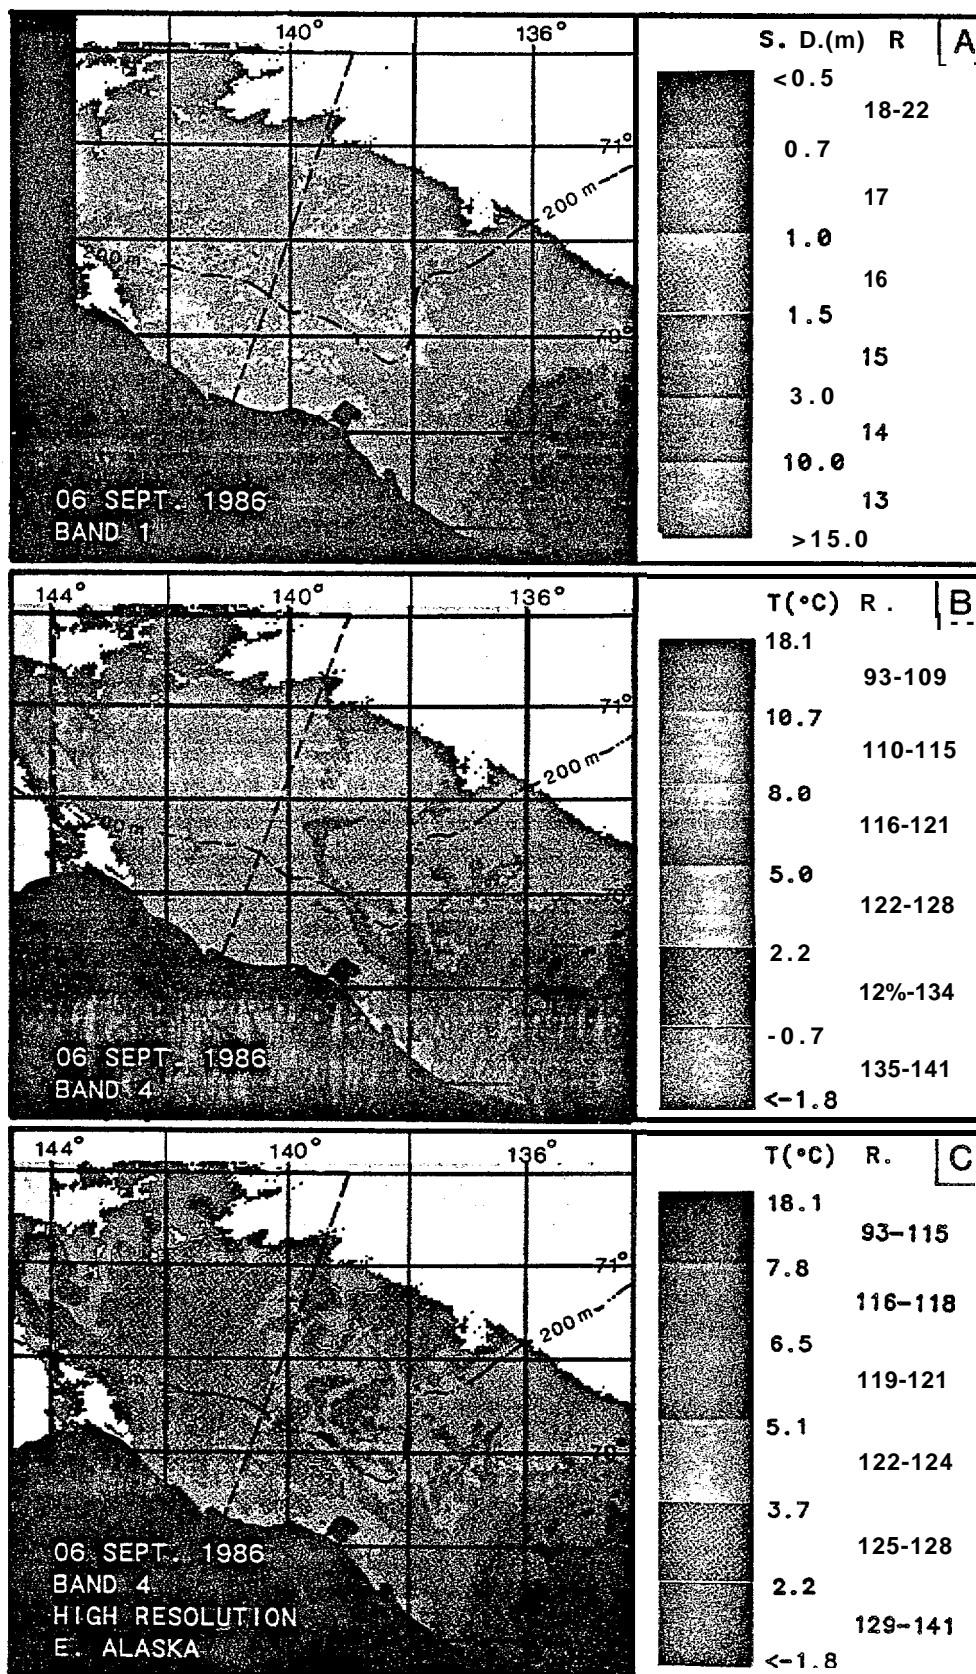 140° 136°
S. D.(m) R A
<0.5
18-22
0.7
17
1.0
16
1.5
15
3.0
14
10.0
13
>15.0
71°
200 m
200 m
70°
06 SEPT. 1986
BAND 1
144° 140° 136°
T(°C) R. B
18.1
93-109
10.7
110-115
8.0
116-121
5.0
122-128
2.2
12%-134
-0.7
135-141
<-1.8
71°
200 m
06 SEPT. 1986
BAND 4
144° 140° 136°
T(°C) R. C
18.1
93-115
7.8
116-118
6.5
119-121
5.1
122-124
3.7
125-128
2.2
129-141
<-1.8
71°
200 m
70°
06 SEPT. 1986
BAND 4
HIGH RESOLUTION
E. ALASKA